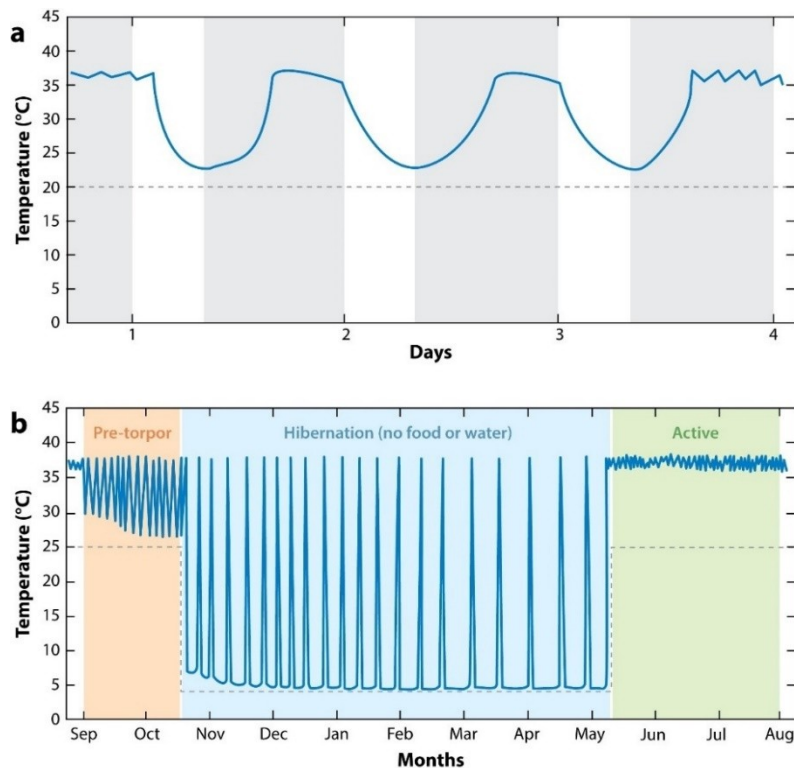 a
45
40
35
30
25
20
15
10
5
0
Temperature (°C)
1 2 3 4
Days
b
45
40
35
30
25
20
15
10
5
0
Temperature (°C)
Pre-torpor Hibernation (no food or water) Active
Sep Oct Nov Dec Jan Feb Mar Apr May Jun Jul Aug
Months